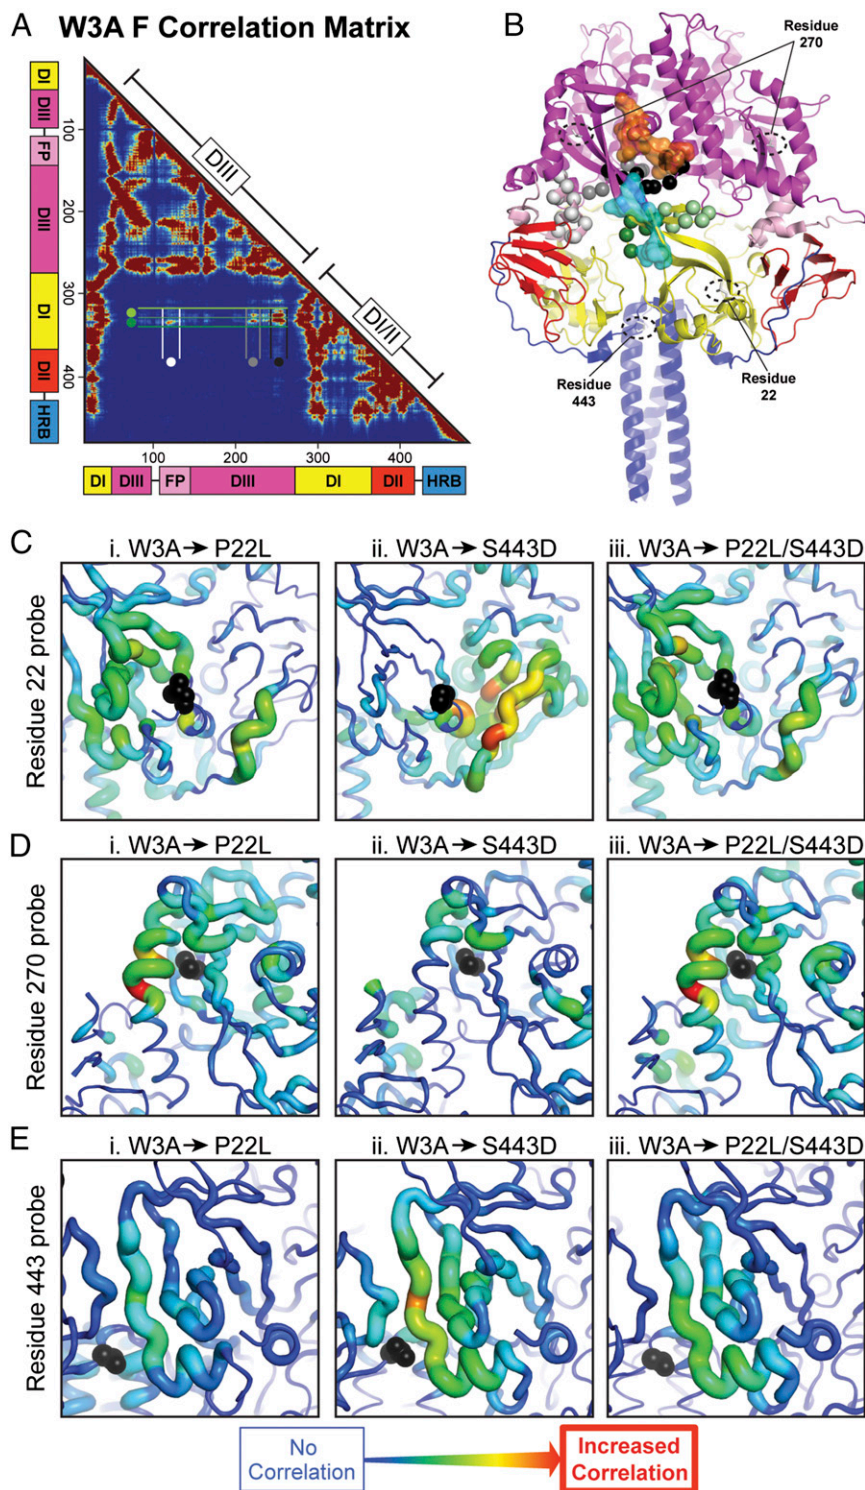 A W3A F Correlation Matrix
DI
DIII
FP
DIII
DI
DII
HRB
100
200
300
400
DIII
DI/II
100 200 300 400
DI DIII FP DIII DI DII HRB
B
Residue
270
Residue
443
Residue
22
C
i. W3A→P22L ii. W3A→S443D iii. W3A→P22L/S443D
Residue 22 probe
D
i. W3A→P22L ii. W3A→S443D iii. W3A→P22L/S443D
Residue 270 probe
E
i. W3A→P22L ii. W3A→S443D iii. W3A→P22L/S443D
Residue 443 probe
No
Correlation
Increased
Correlation